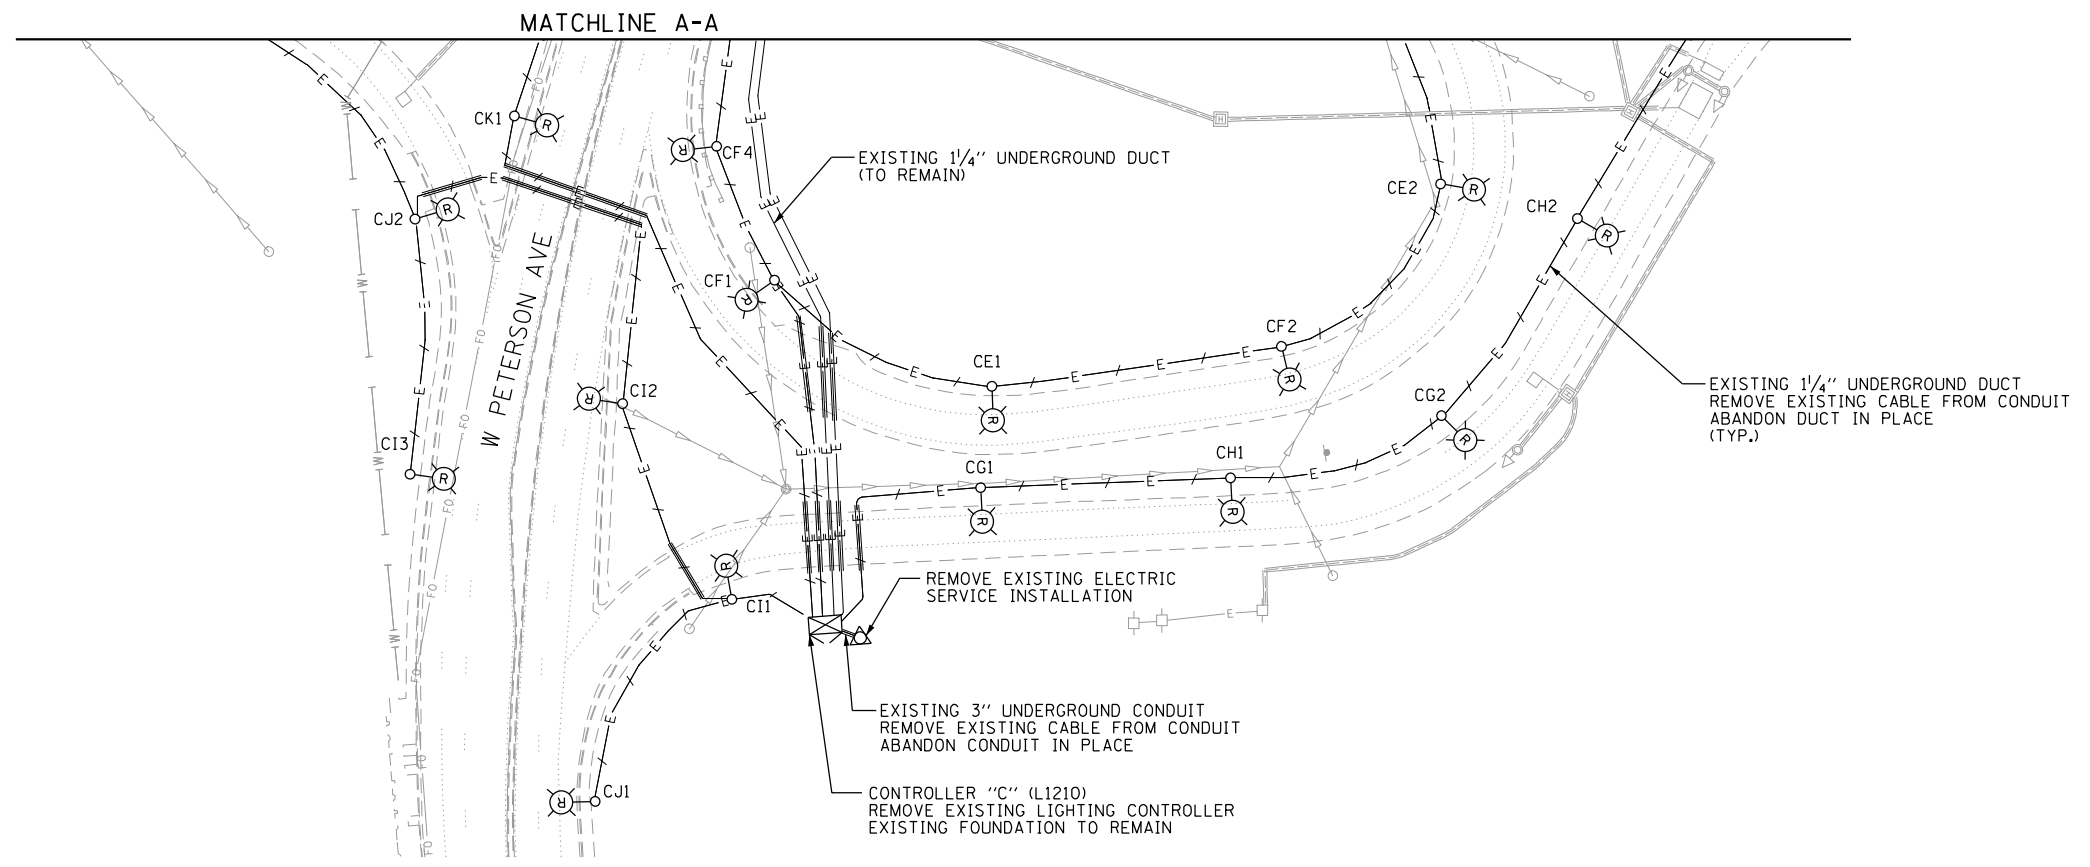 MATCHLINE A-A
CK1
R
CF4
R
EXISTING 1¼" UNDERGROUND DUCT
(TO REMAIN)
CE2
R
CH2
R
CJ2
R
W PETERSON AVE
CF1
R
CF2
R
CE1
R
EXISTING 1¼" UNDERGROUND DUCT
REMOVE EXISTING CABLE FROM CONDUIT
ABANDON DUCT IN PLACE
(TYP.)
CI2
R
CG2
R
CI3
R
CG1
R
CH1
R
REMOVE EXISTING ELECTRIC
SERVICE INSTALLATION
CI1
R
EXISTING 3" UNDERGROUND CONDUIT
REMOVE EXISTING CABLE FROM CONDUIT
ABANDON CONDUIT IN PLACE
CJ1
R
CONTROLLER "C" (L1210)
REMOVE EXISTING LIGHTING CONTROLLER
EXISTING FOUNDATION TO REMAIN
E
W
FO
H